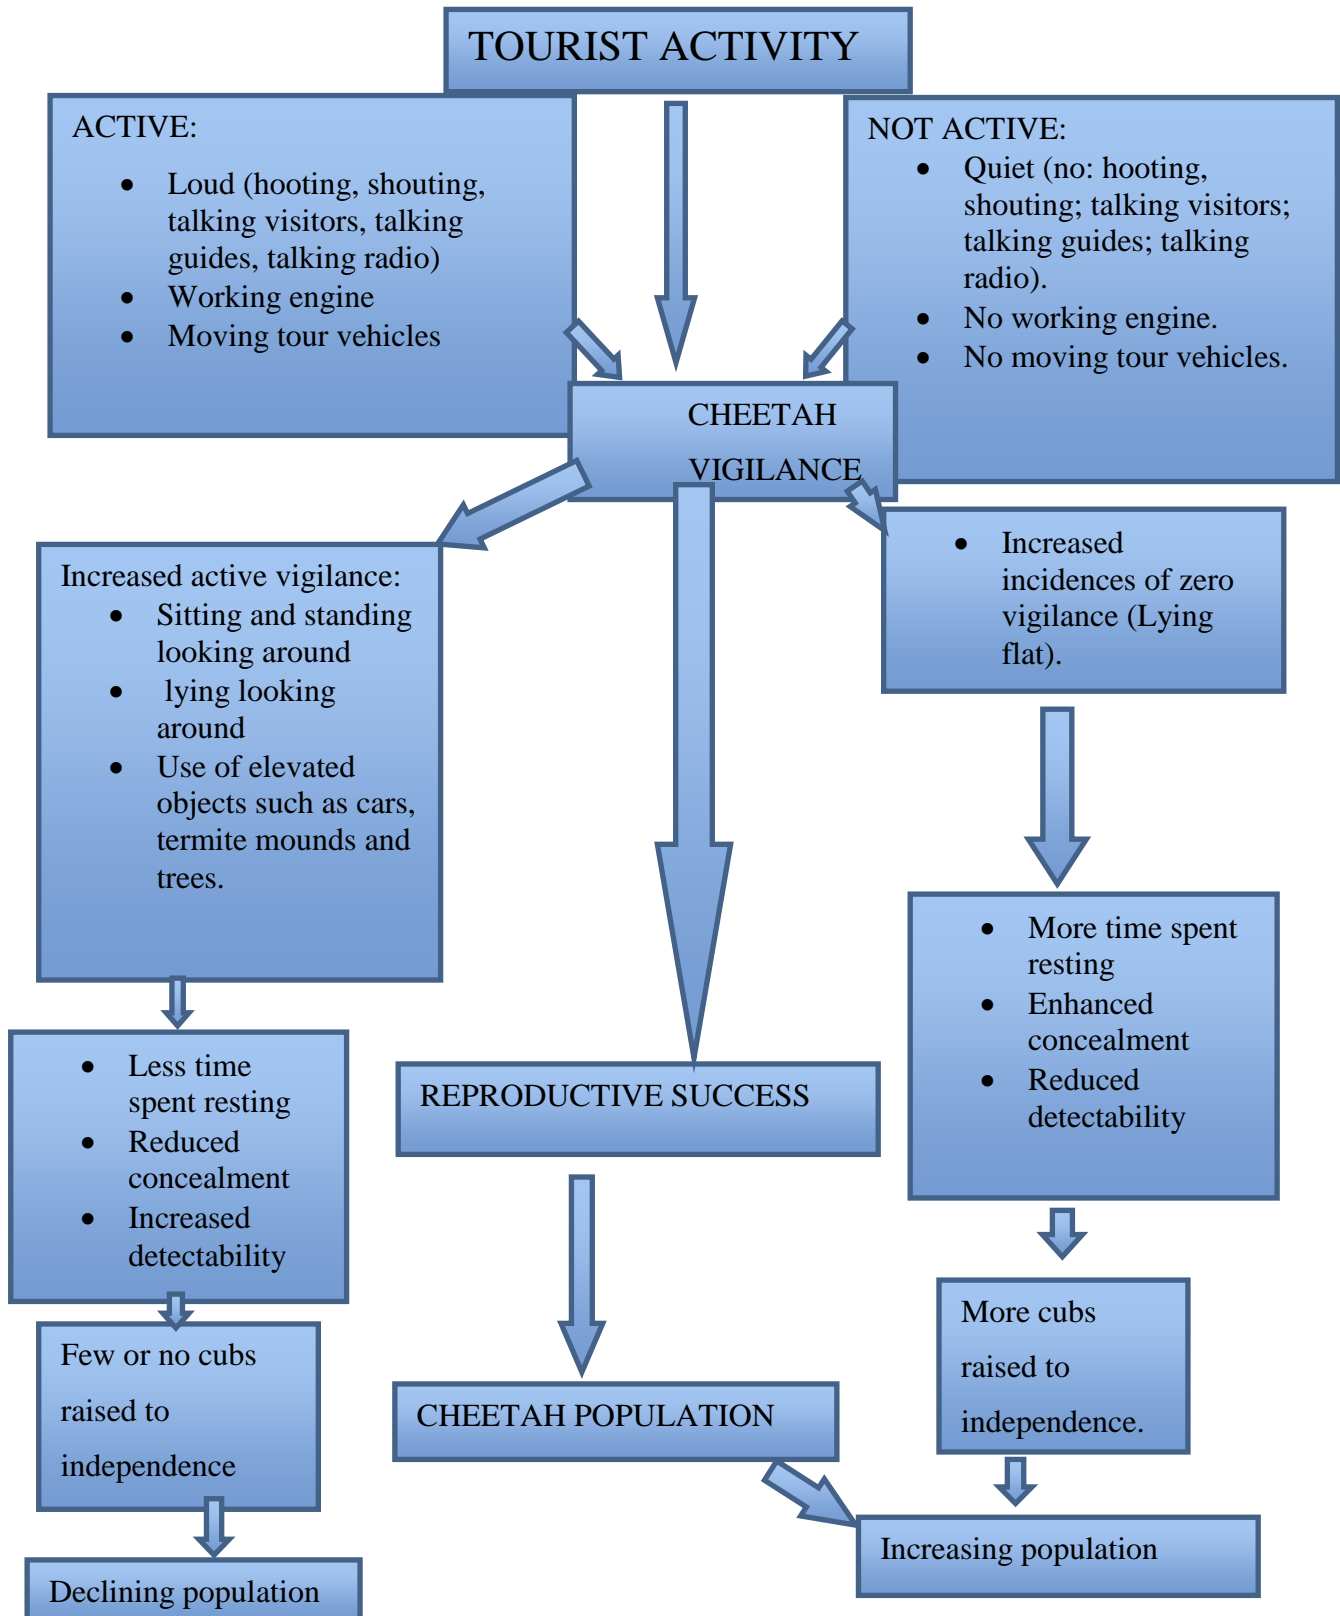 TOURIST ACTIVITY
ACTIVE:
• Loud (hooting, shouting,
talking visitors, talking
guides, talking radio)
• Working engine
• Moving tour vehicles
NOT ACTIVE:
• Quiet (no: hooting,
shouting; talking visitors;
talking guides; talking
radio).
• No working engine.
• No moving tour vehicles.
CHEETAH
VIGILANCE
Increased active vigilance:
• Sitting and standing
looking around
• lying looking
around
• Use of elevated
objects such as cars,
termite mounds and
trees.
• Increased
incidences of zero
vigilance (Lying
flat).
• Less time
spent resting
• Reduced
concealment
• Increased
detectability
REPRODUCTIVE SUCCESS
• More time spent
resting
• Enhanced
concealment
• Reduced
detectability
Few or no cubs
raised to
independence
CHEETAH POPULATION
More cubs
raised to
independence.
Declining population
Increasing population